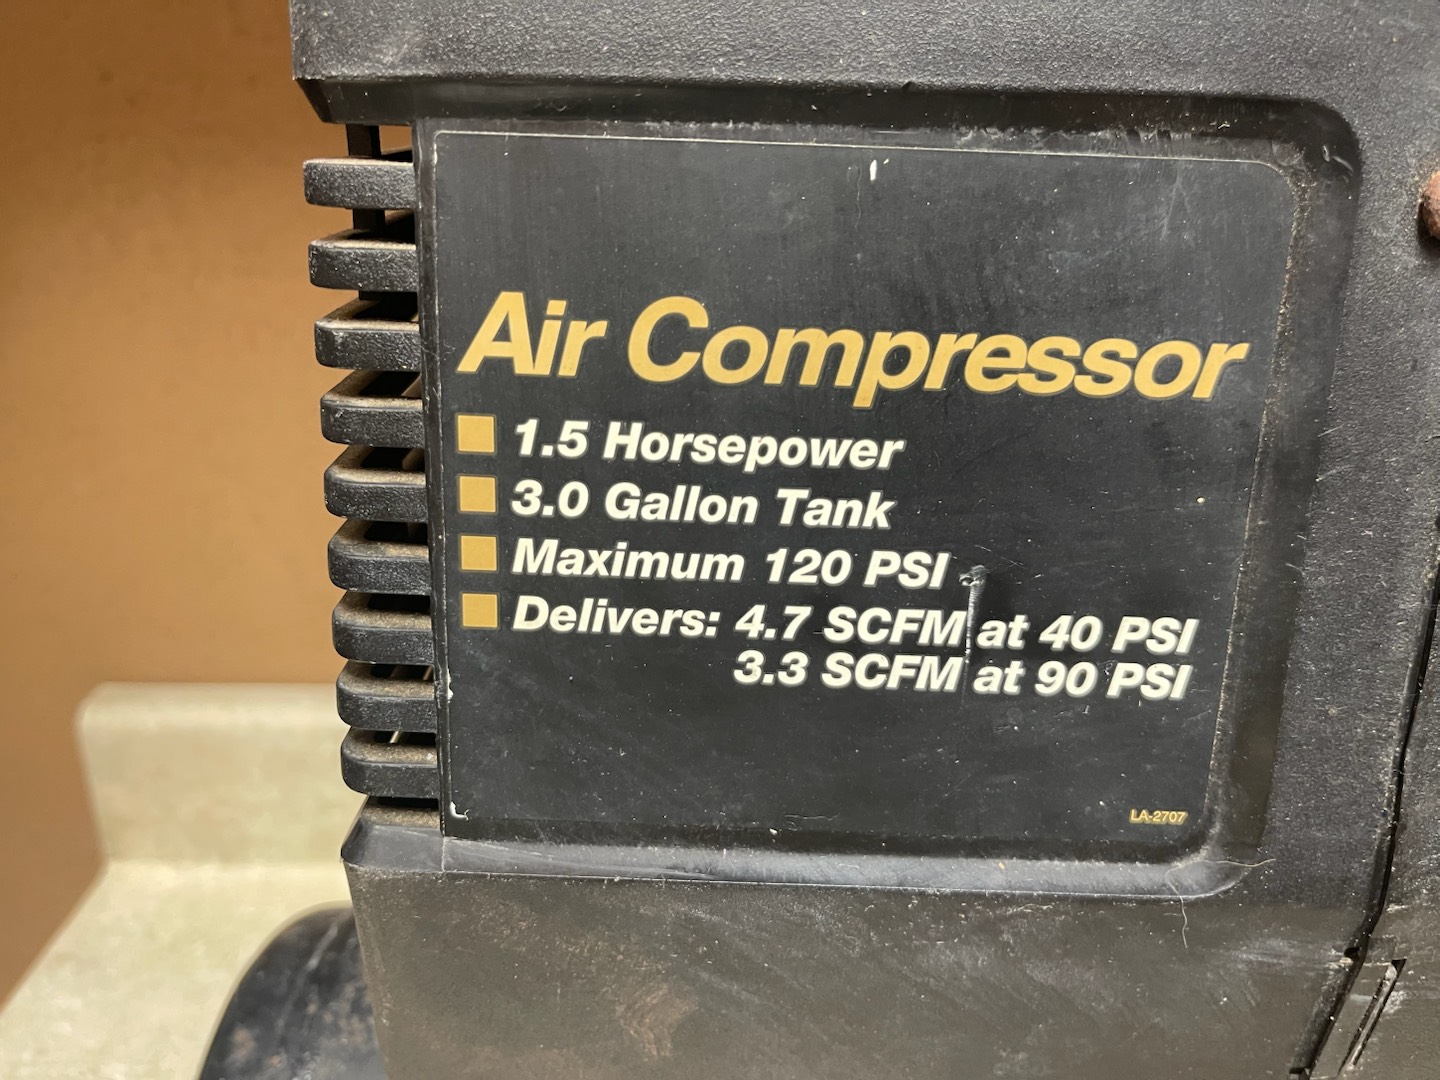 Air Compressor
1.5 Horsepower
3.0 Gallon Tank
Maximum 120 PSI
Delivers: 4.7 SCFM at 40 PSI
3.3 SCFM at 90 PSI
LA-2707